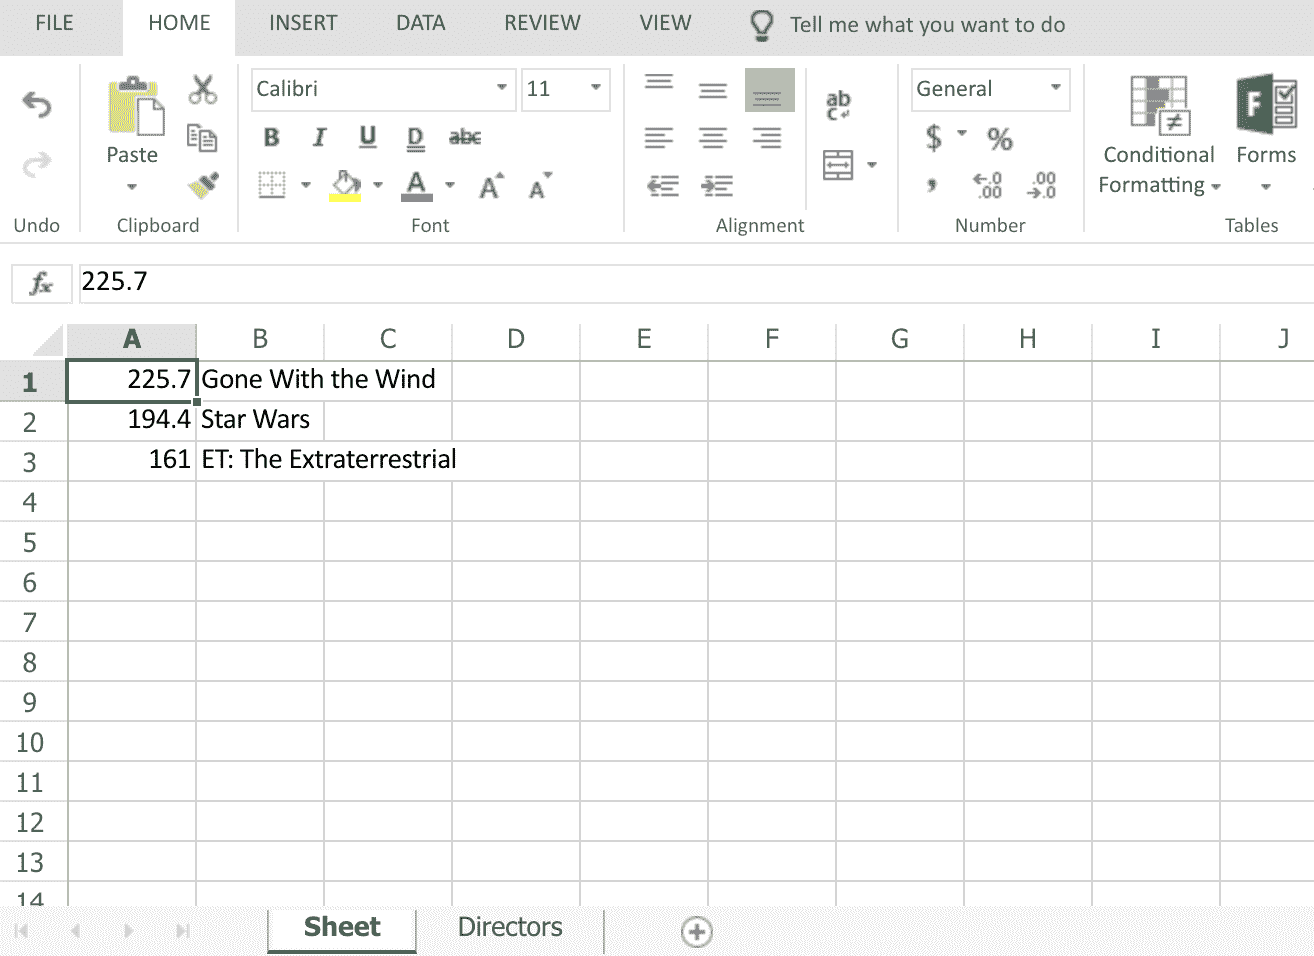 FILE HOME INSERT DATA REVIEW VIEW Tell me what you want to do
Calibri 11 General
B I U D abc
ab
Paste
$ %
Conditional Formatting
Forms
A A A
←.0 .00
.00 →.0
Undo Clipboard Font Alignment Number Tables
fx 225.7
A B C D E F G H I J
1 225.7 Gone With the Wind
2 194.4 Star Wars
3 161 ET: The Extraterrestrial
4
5
6
7
8
9
10
11
12
13
14
Sheet Directors